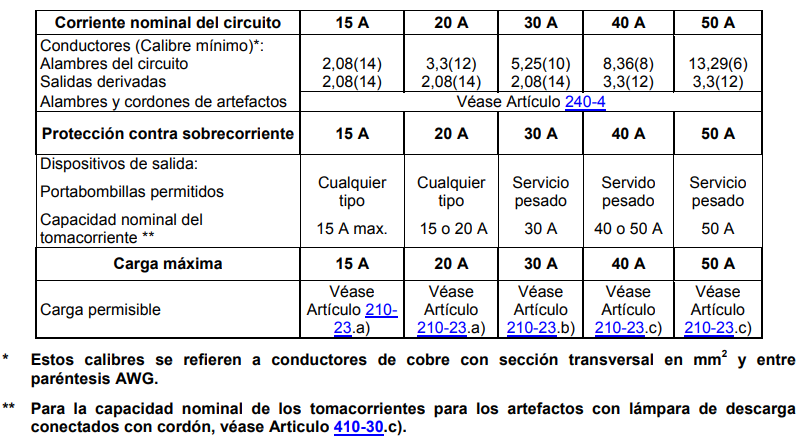 Corriente nominal del circuito 15 A 20 A 30 A 40 A 50 A
Conductores (Calibre mínimo)*:
Alambres del circuito 2,08(14) 3,3(12) 5,25(10) 8,36(8) 13,29(6)
Salidas derivadas 2,08(14) 2,08(14) 2,08(14) 3,3(12) 3,3(12)
Alambres y cordones de artefactos Véase Artículo 240-4
Protección contra sobrecorriente 15 A 20 A 30 A 40 A 50 A
Dispositivos de salida:
Portabombillas permitidos Cualquier tipo Cualquier tipo Servicio pesado Servido pesado Servicio pesado
Capacidad nominal del
tomacorriente ** 15 A max. 15 o 20 A 30 A 40 o 50 A 50 A
Carga máxima 15 A 20 A 30 A 40 A 50 A
Carga permisible Véase Artículo 210-23.a) Véase Artículo 210-23.a) Véase Artículo 210-23.b) Véase Artículo 210-23.c) Véase Artículo 210-23.c)
* Estos calibres se refieren a conductores de cobre con sección transversal en mm2 y entre
paréntesis AWG.
** Para la capacidad nominal de los tomacorrientes para los artefactos con lámpara de descarga
conectados con cordón, véase Articulo 410-30.c).